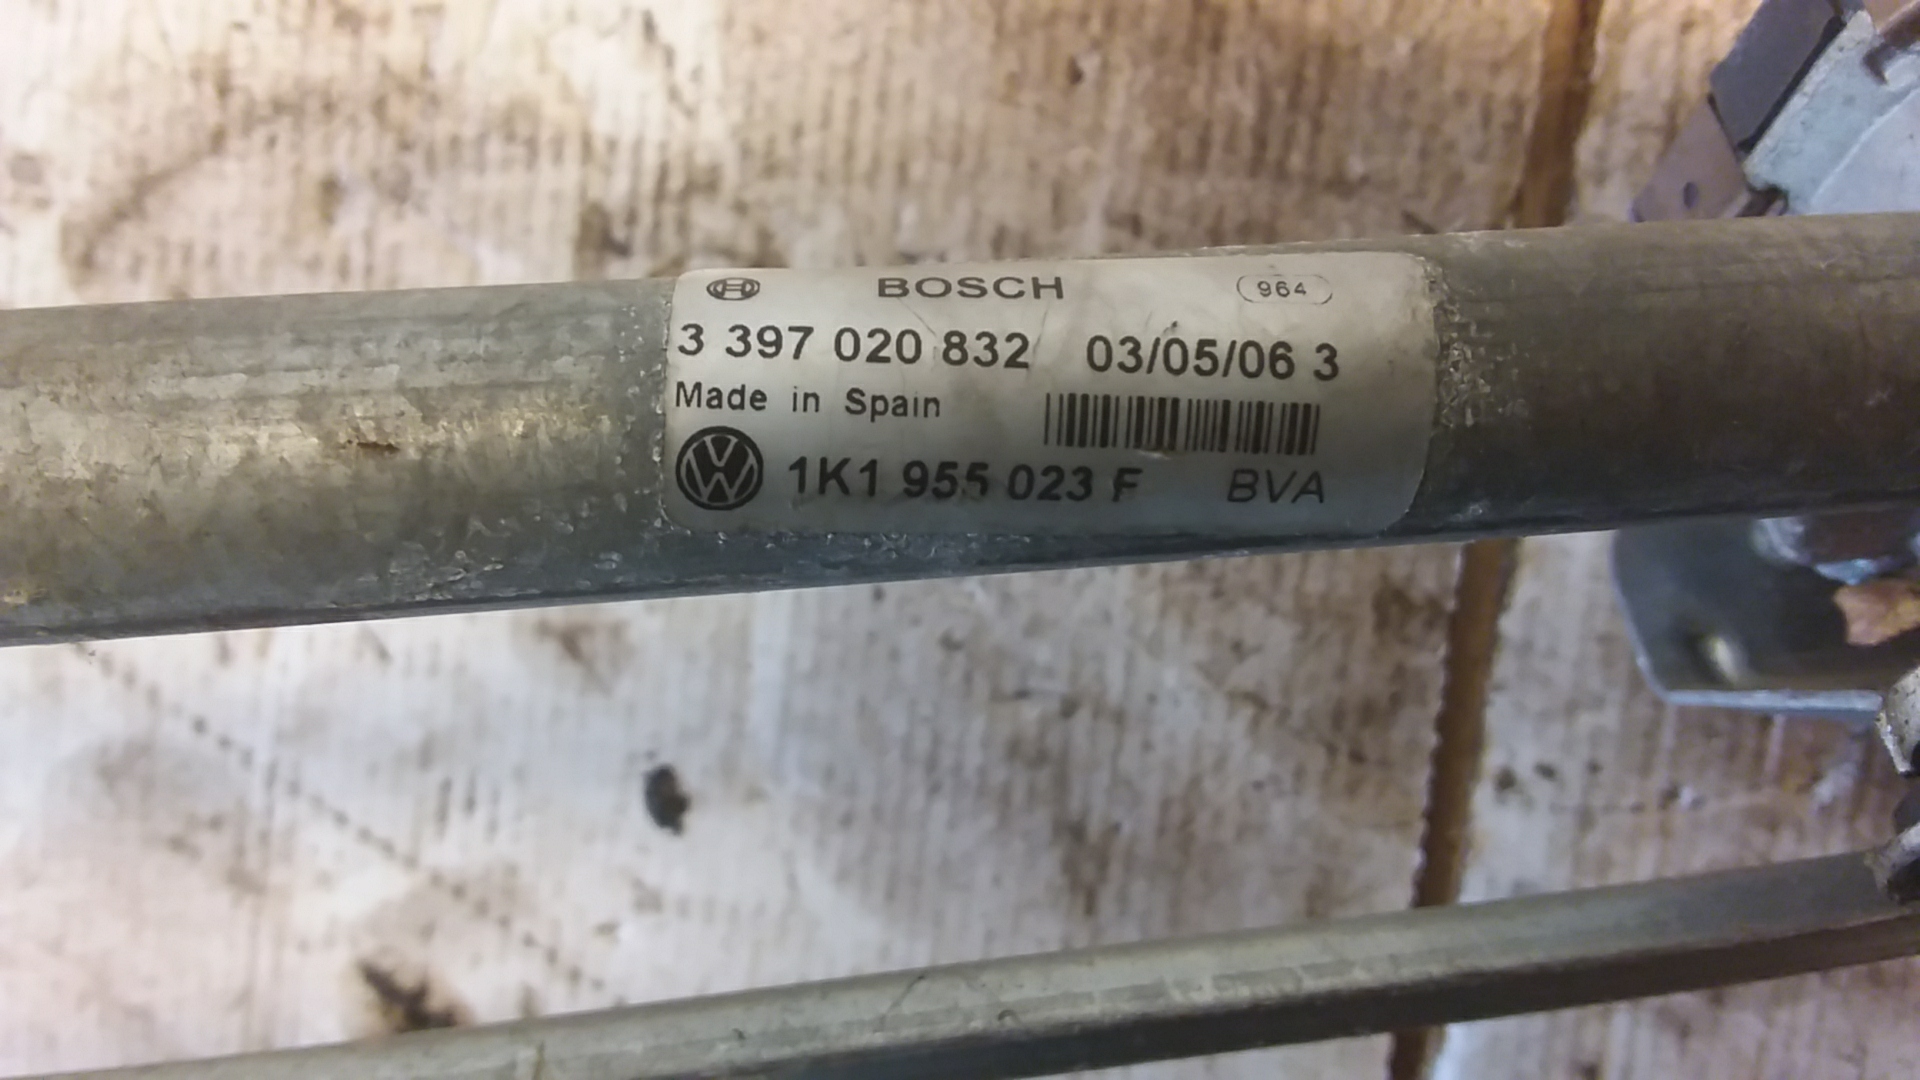 BOSCH 964
3 397 020 832 03/05/06 3
Made in Spain
1K1 955 023 F BVA